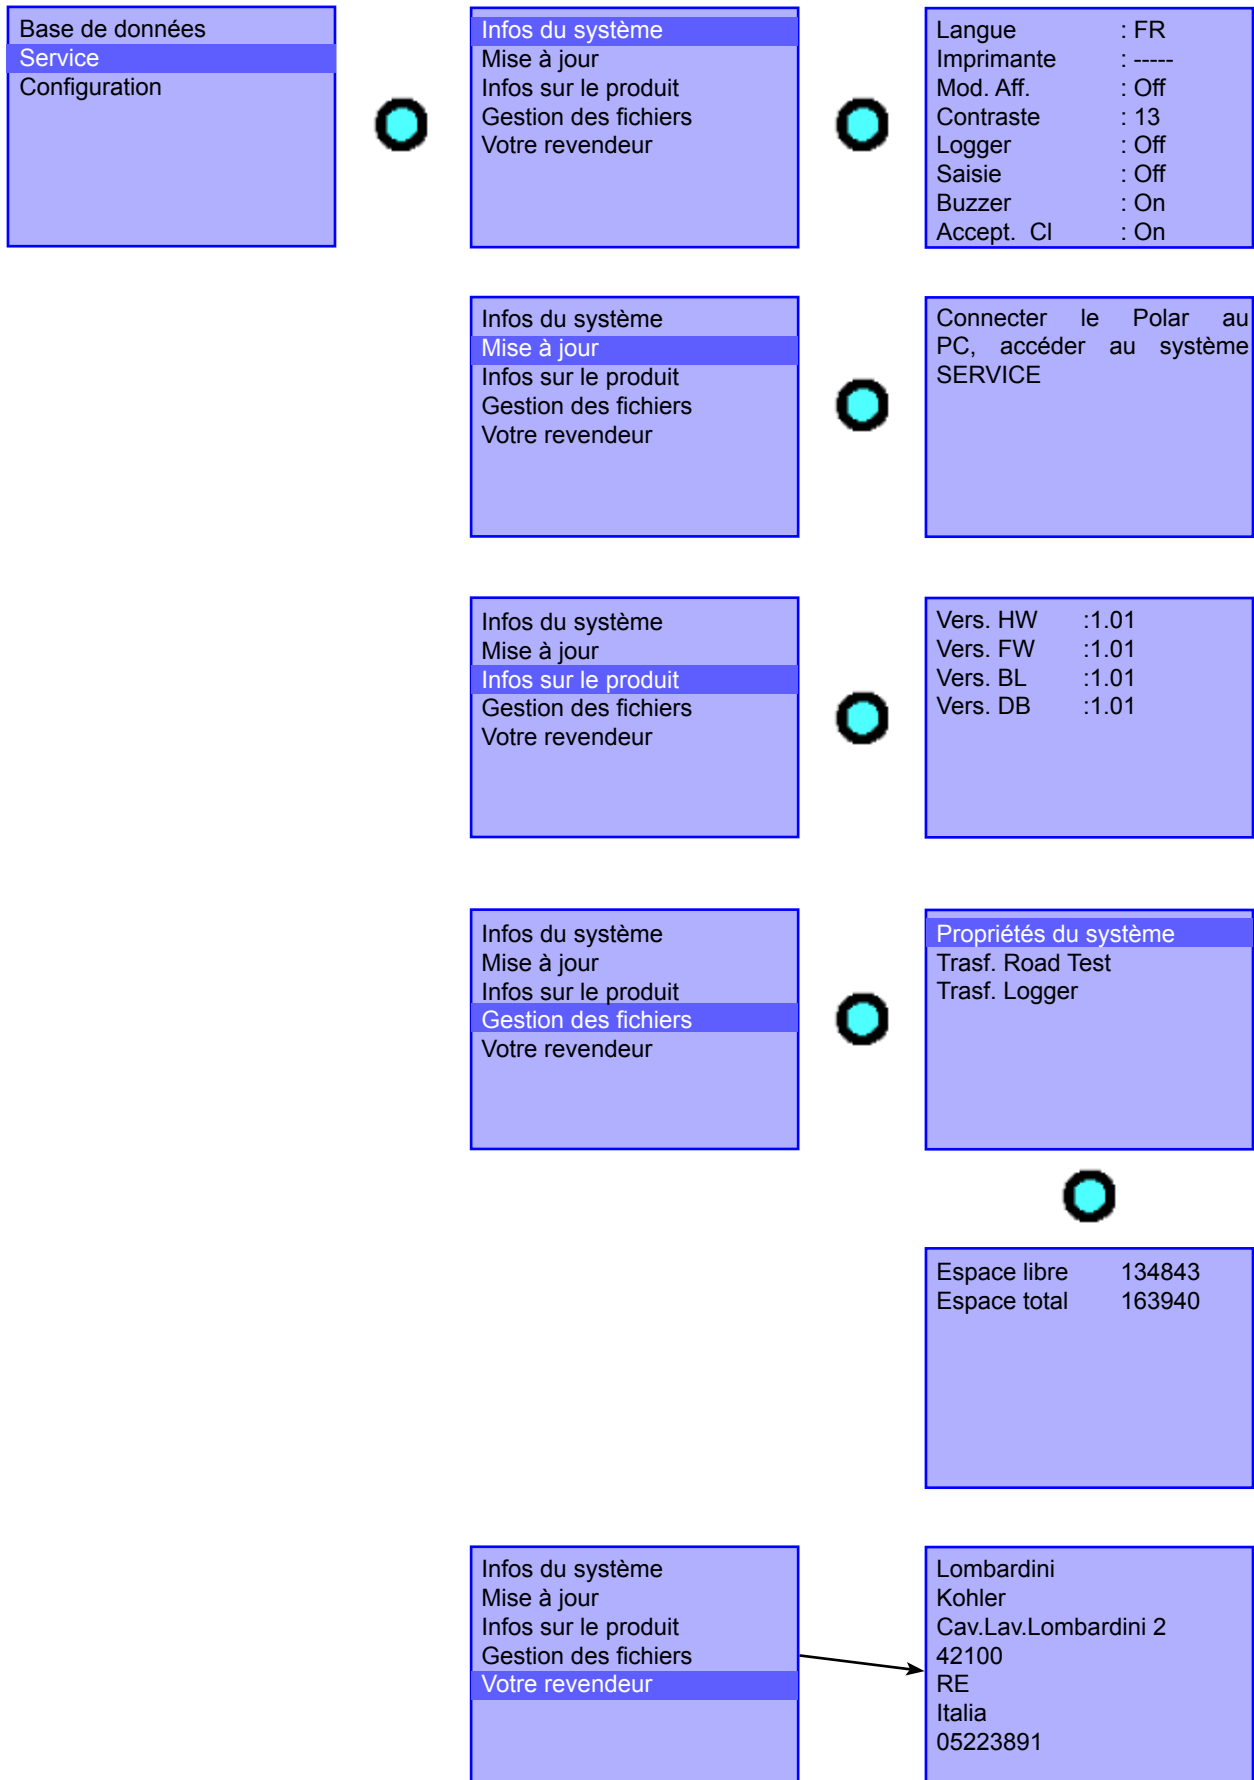 Base de données
Service
Configuration
Infos du système
Mise à jour
Infos sur le produit
Gestion des fichiers
Votre revendeur
Langue : FR
Imprimante : -----
Mod. Aff. : Off
Contraste : 13
Logger : Off
Saisie : Off
Buzzer : On
Accept. Cl : On
Infos du système
Mise à jour
Infos sur le produit
Gestion des fichiers
Votre revendeur
Connecter le Polar au
PC, accéder au système
SERVICE
Infos du système
Mise à jour
Infos sur le produit
Gestion des fichiers
Votre revendeur
Vers. HW :1.01
Vers. FW :1.01
Vers. BL :1.01
Vers. DB :1.01
Infos du système
Mise à jour
Infos sur le produit
Gestion des fichiers
Votre revendeur
Propriétés du système
Trasf. Road Test
Trasf. Logger
Espace libre 134843
Espace total 163940
Infos du système
Mise à jour
Infos sur le produit
Gestion des fichiers
Votre revendeur
Lombardini
Kohler
Cav.Lav.Lombardini 2
42100
RE
Italia
05223891